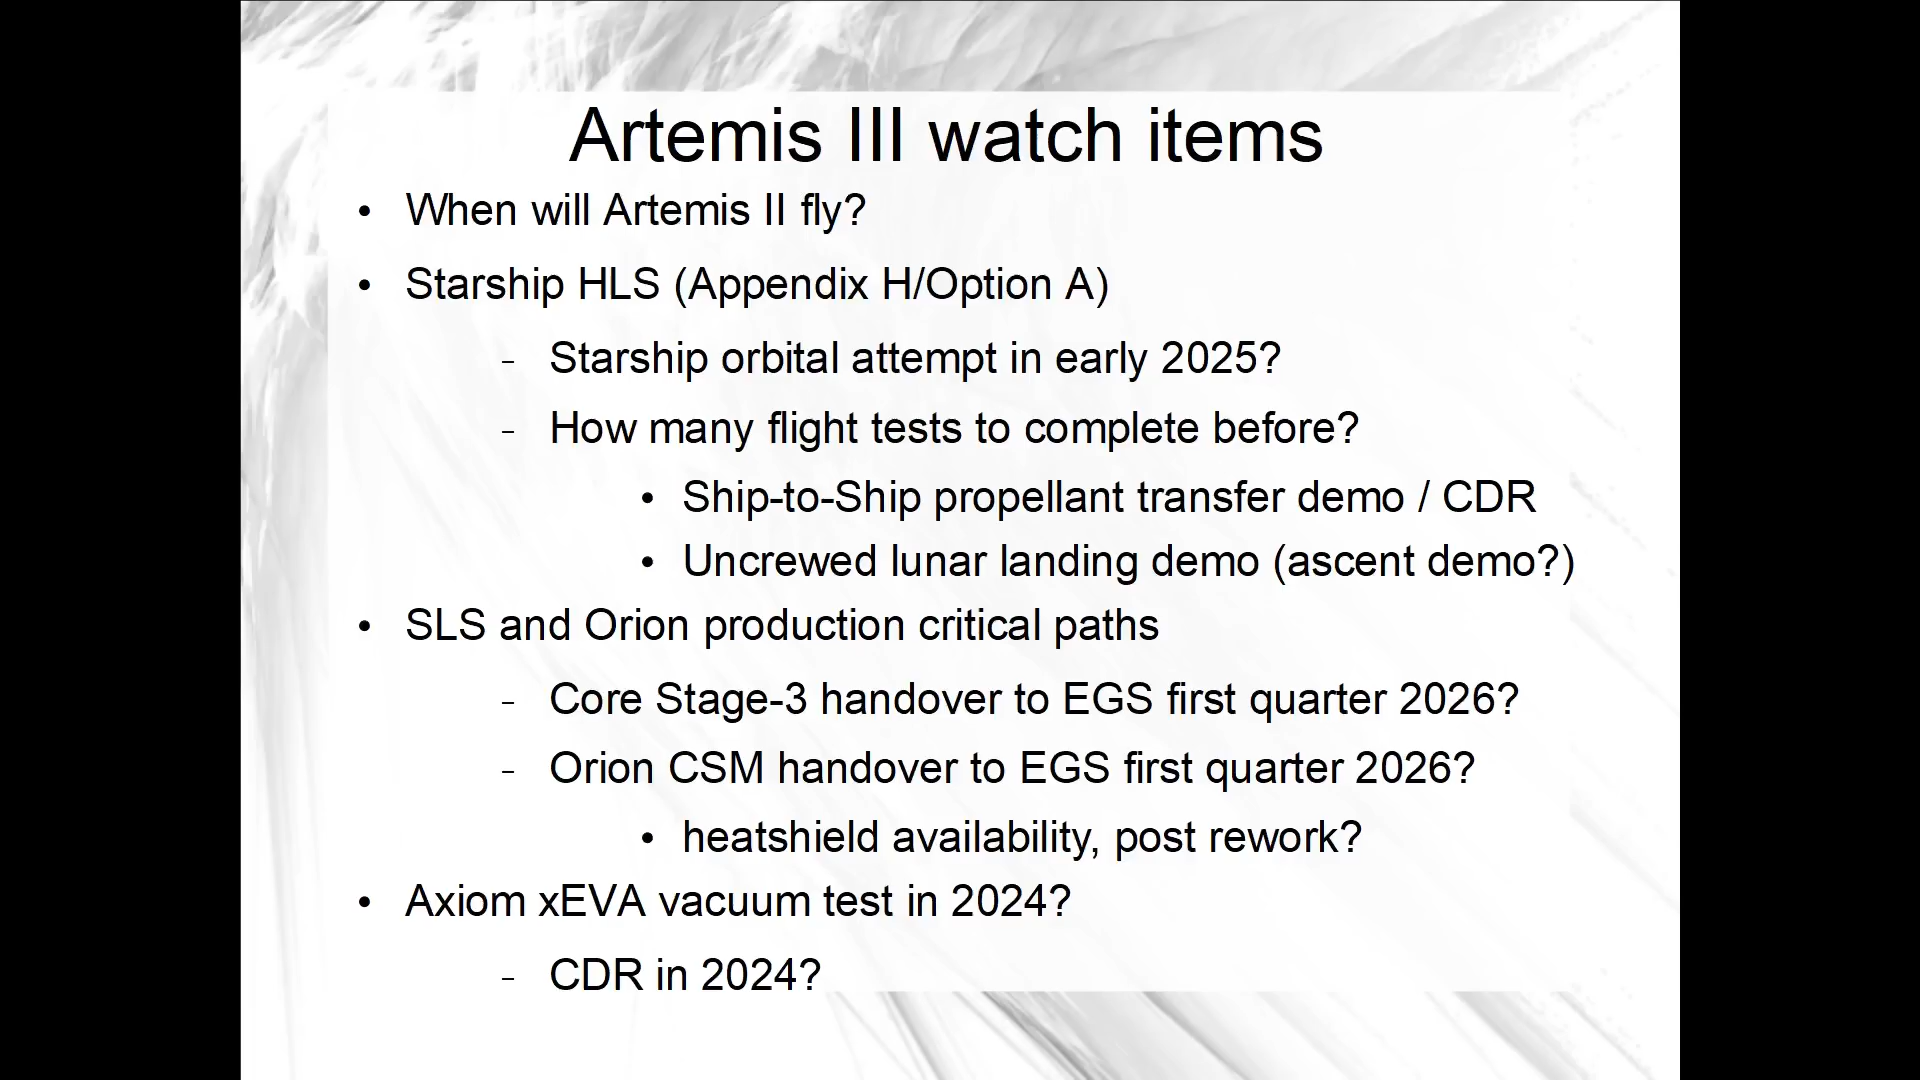 Artemis III watch items
• When will Artemis II fly?
• Starship HLS (Appendix H/Option A)
– Starship orbital attempt in early 2025?
– How many flight tests to complete before?
• Ship-to-Ship propellant transfer demo / CDR
• Uncrewed lunar landing demo (ascent demo?)
• SLS and Orion production critical paths
– Core Stage-3 handover to EGS first quarter 2026?
– Orion CSM handover to EGS first quarter 2026?
• heatshield availability, post rework?
• Axiom xEVA vacuum test in 2024?
– CDR in 2024?